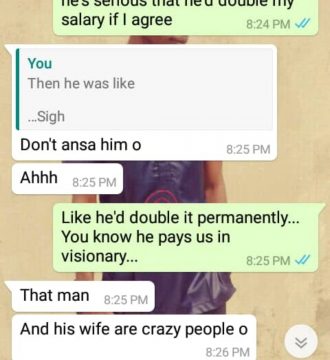 he's serious that he'd double my
salary if I agree
8:24 PM
You
Then he was like
...Sigh
Don't ansa him o
8:25 PM
Ahhh
8:25 PM
Like he'd double it permanently...
You know he pays us in
visionary...
8:25 PM
That man
8:25 PM
And his wife are crazy people o
8:26 PM